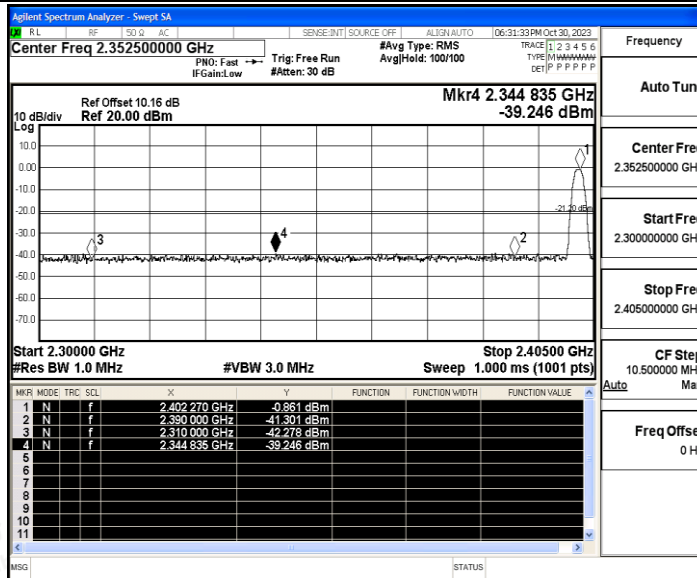 Agilent Spectrum Analyzer - Swept SA
RL RF 50 Ω AC SENSE:INT SOURCE OFF ALIGN AUTO 06:31:33 PM Oct 30, 2023
Center Freq 2.352500000 GHz
PNO: Fast
IFGain:Low
Trig: Free Run
#Atten: 30 dB
#Avg Type: RMS
Avg|Hold: 100/100
TRACE 1 2 3 4 5 6
TYPE M WWWWW
DET P P P P P P
Mkr4 2.344 835 GHz
-39.246 dBm
Ref Offset 10.16 dB
10 dB/div Ref 20.00 dBm
Log
10.0
0.00
-10.0
-20.0
-30.0
-40.0
-50.0
-60.0
-70.0
1
2
3
4
-21.20 dBm
Start 2.30000 GHz Stop 2.40500 GHz
#Res BW 1.0 MHz #VBW 3.0 MHz Sweep 1.000 ms (1001 pts)
MKR MODE TRC SCL X Y FUNCTION FUNCTION WIDTH FUNCTION VALUE
1 N f 2.402 270 GHz -0.861 dBm
2 N f 2.390 000 GHz -41.301 dBm
3 N f 2.310 000 GHz -42.278 dBm
4 N f 2.344 835 GHz -39.246 dBm
5
6
7
8
9
10
11
MSG STATUS
Frequency
Auto Tun
Center Fre
2.352500000 GH
Start Fre
2.300000000 GH
Stop Fre
2.405000000 GH
CF Step
10.500000 MH
Auto Ma
Freq Offse
0 H